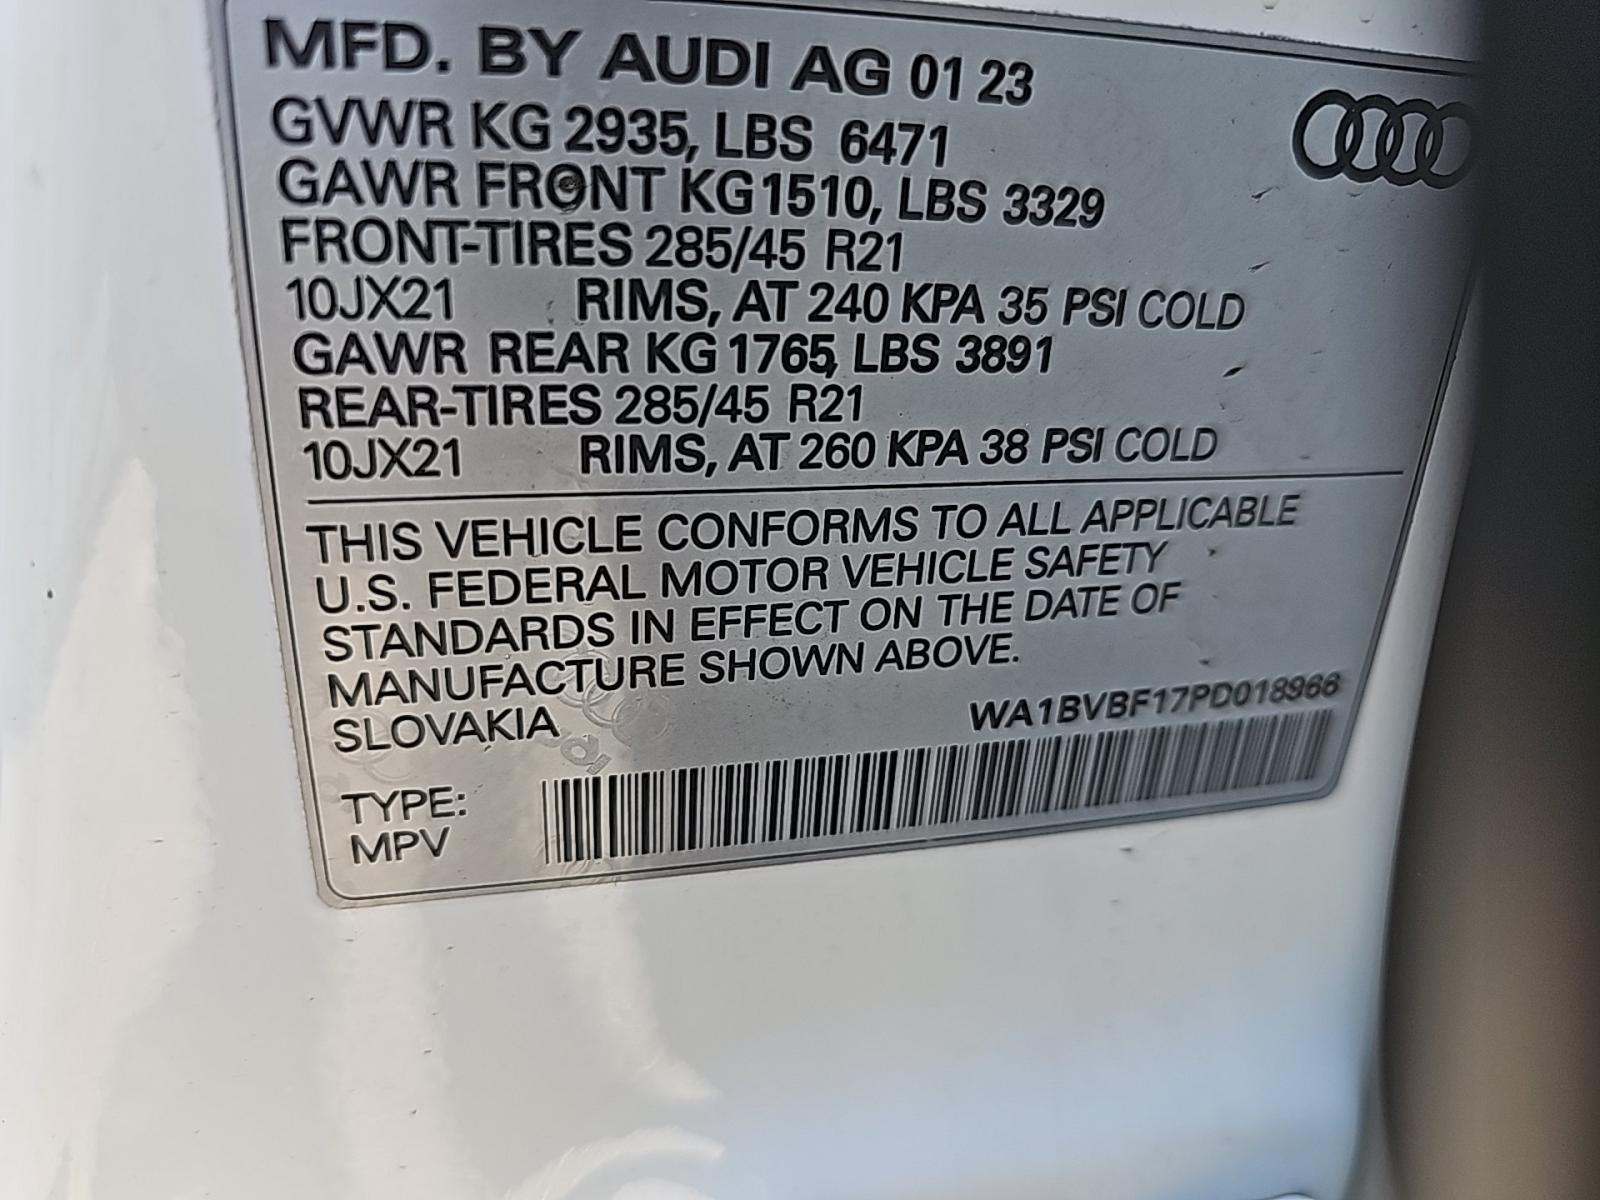 MFD. BY AUDI AG 01 23
GVWR KG 2935, LBS 6471
GAWR FRONT KG 1510, LBS 3329
FRONT-TIRES 285/45 R21
10JX21 RIMS, AT 240 KPA 35 PSI COLD
GAWR REAR KG 1765, LBS 3891
REAR-TIRES 285/45 R21
10JX21 RIMS, AT 260 KPA 38 PSI COLD
THIS VEHICLE CONFORMS TO ALL APPLICABLE
U.S. FEDERAL MOTOR VEHICLE SAFETY
STANDARDS IN EFFECT ON THE DATE OF
MANUFACTURE SHOWN ABOVE.
SLOVAKIA
WA1BVBF17PD018966
TYPE:
MPV